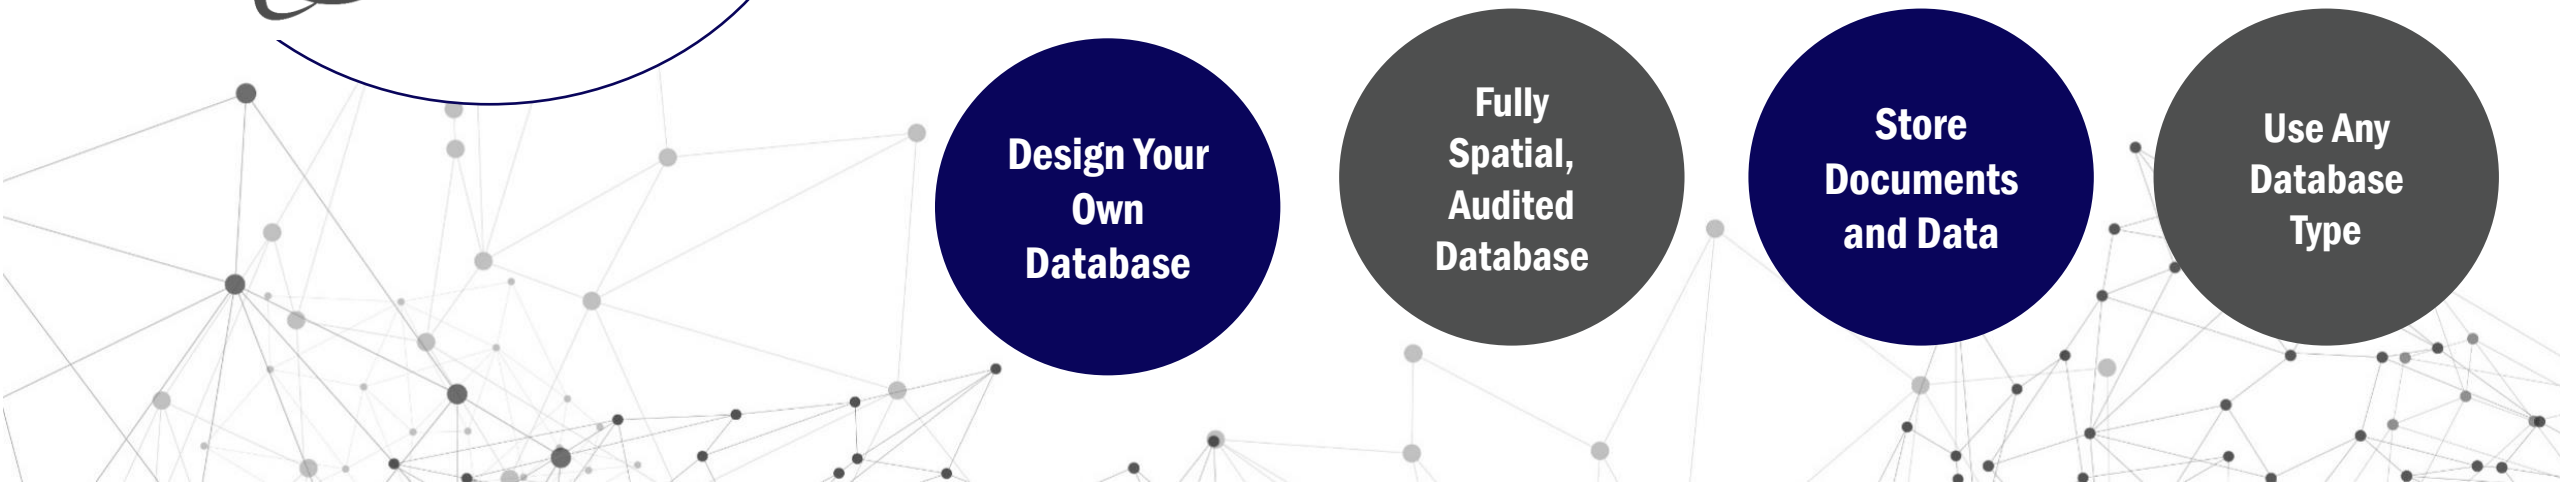 Design Your
Own
Database
Fully
Spatial,
Audited
Database
Store
Documents
and Data
Use Any
Database
Type